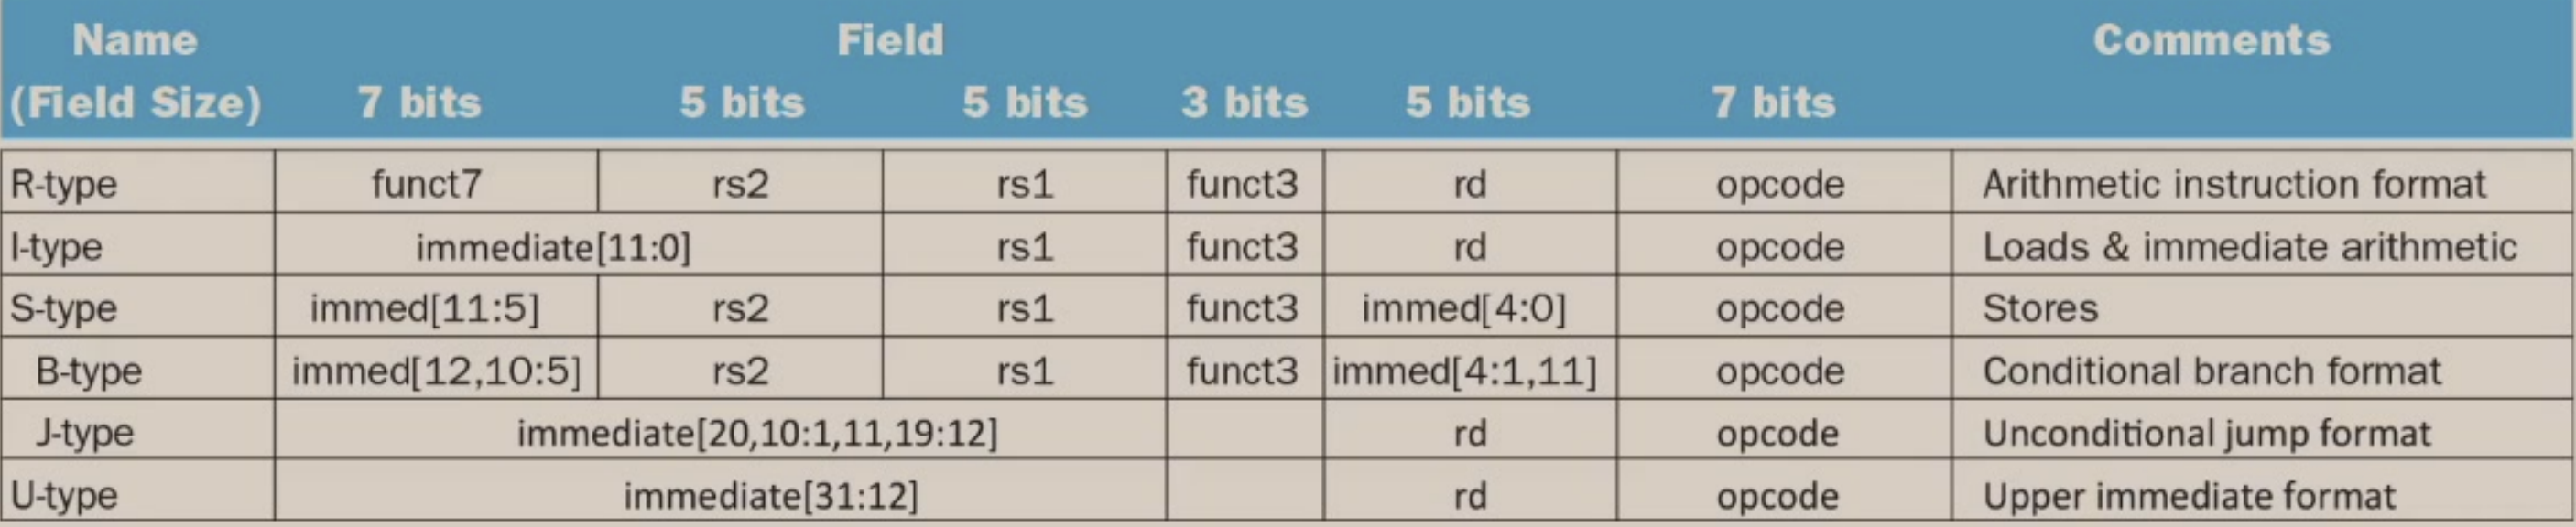 Name Field Comments
(Field Size) 7 bits 5 bits 5 bits 3 bits 5 bits 7 bits
R-type funct7 rs2 rs1 funct3 rd opcode Arithmetic instruction format
I-type immediate[11:0] rs1 funct3 rd opcode Loads & immediate arithmetic
S-type immed[11:5] rs2 rs1 funct3 immed[4:0] opcode Stores
B-type immed[12,10:5] rs2 rs1 funct3 immed[4:1,11] opcode Conditional branch format
J-type immediate[20,10:1,11,19:12] rd opcode Unconditional jump format
U-type immediate[31:12] rd opcode Upper immediate format